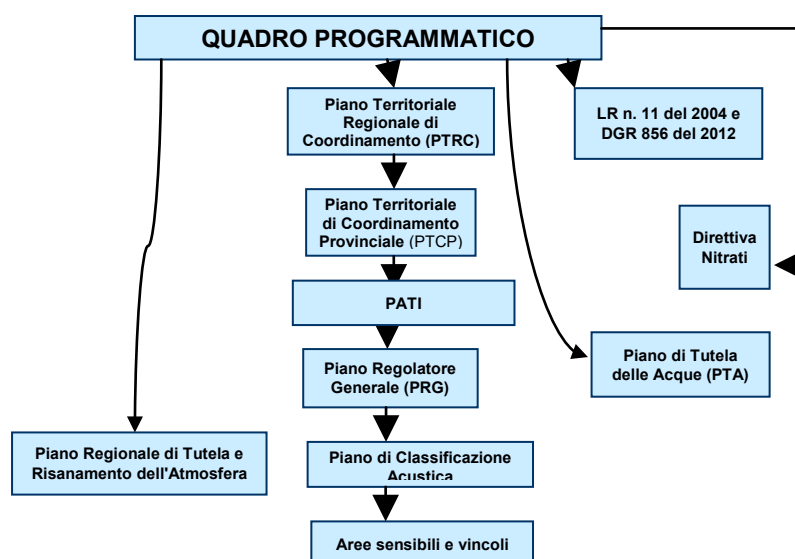 QUADRO PROGRAMMATICO
Piano Territoriale
Regionale di
Coordinamento (PTRC)
LR n. 11 del 2004 e
DGR 856 del 2012
Piano Territoriale
di Coordinamento
Provinciale (PTCP)
Direttiva
Nitrati
PATI
Piano di Tutela
delle Acque (PTA)
Piano Regolatore
Generale (PRG)
Piano Regionale di Tutela e
Risanamento dell'Atmosfera
Piano di Classificazione
Acustica
Aree sensibili e vincoli